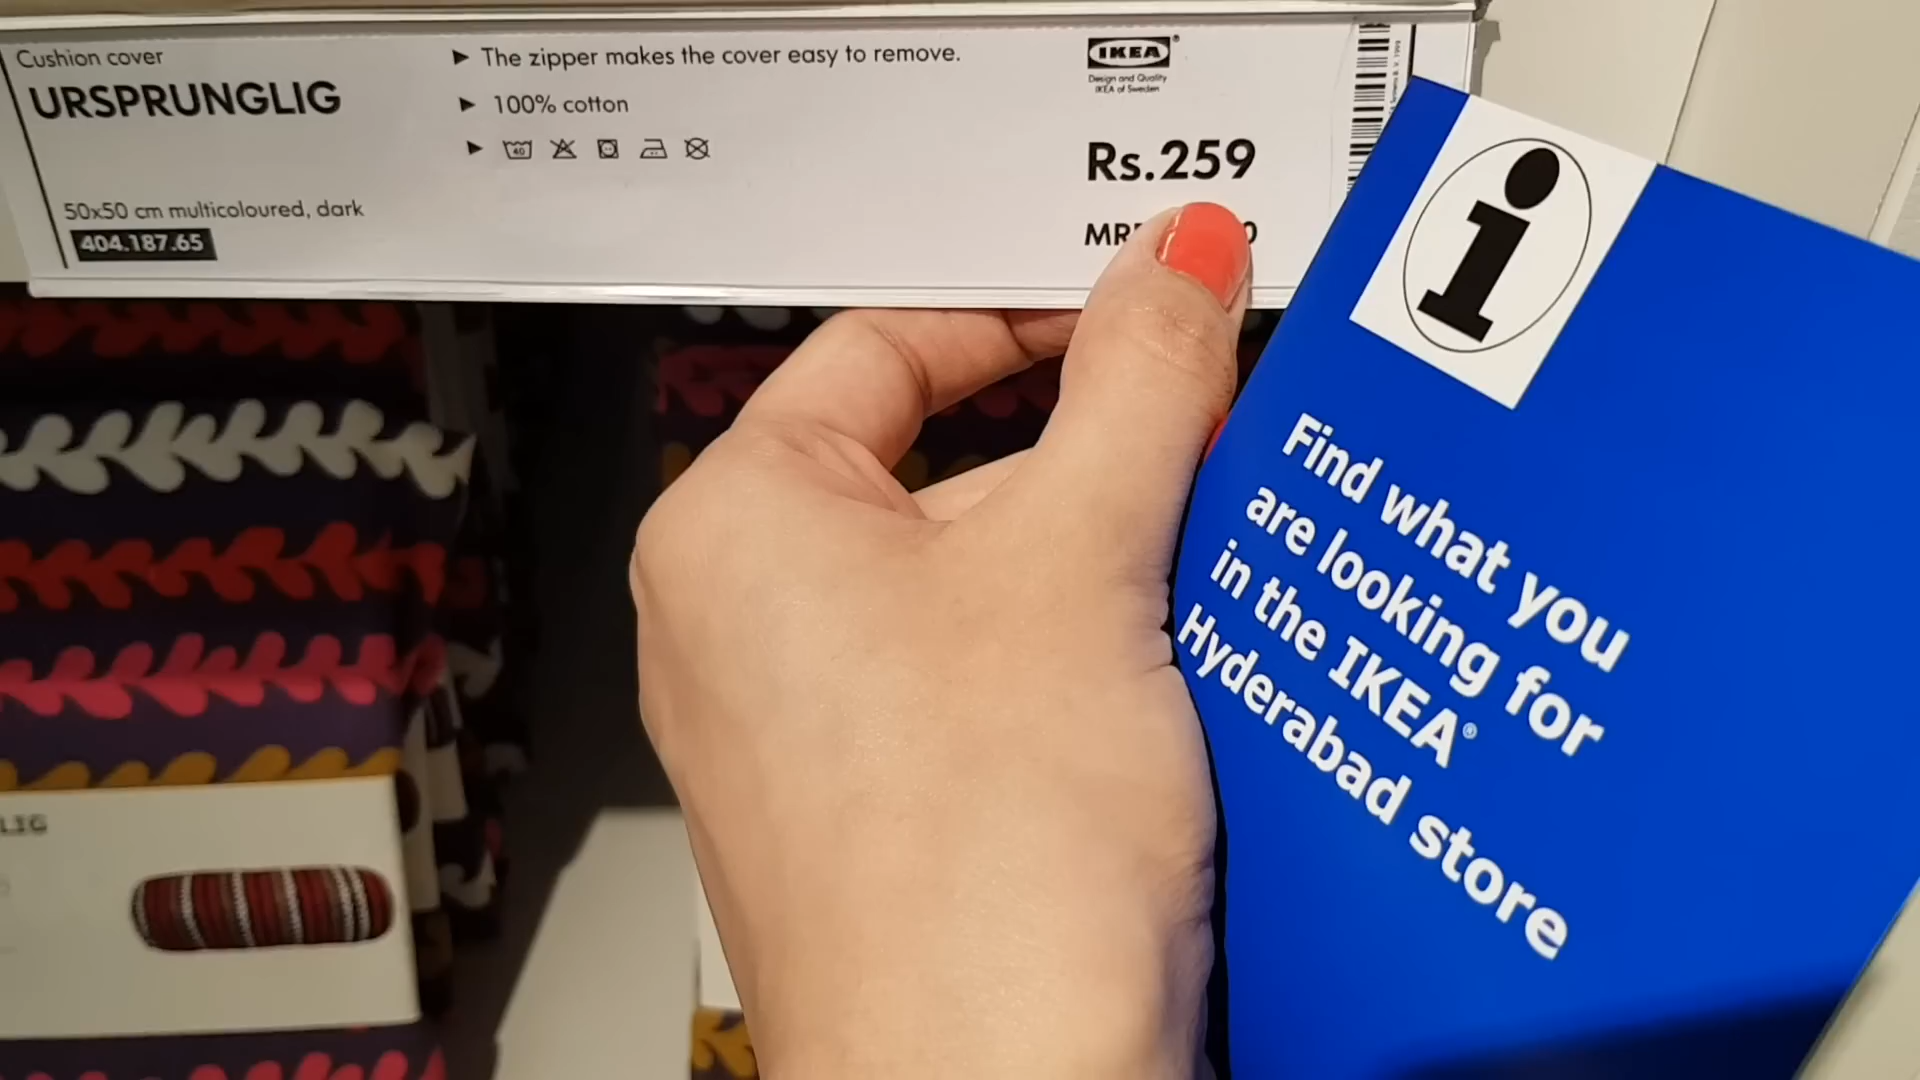 Cushion cover
URSPRUNGLIG
50x50 cm multicoloured, dark
404.187.65
The zipper makes the cover easy to remove.
100% cotton
40
IKEA
Design and Quality
IKEA of Sweden
Rs.259
i
Find what you
are looking for
in the IKEA®
Hyderabad store